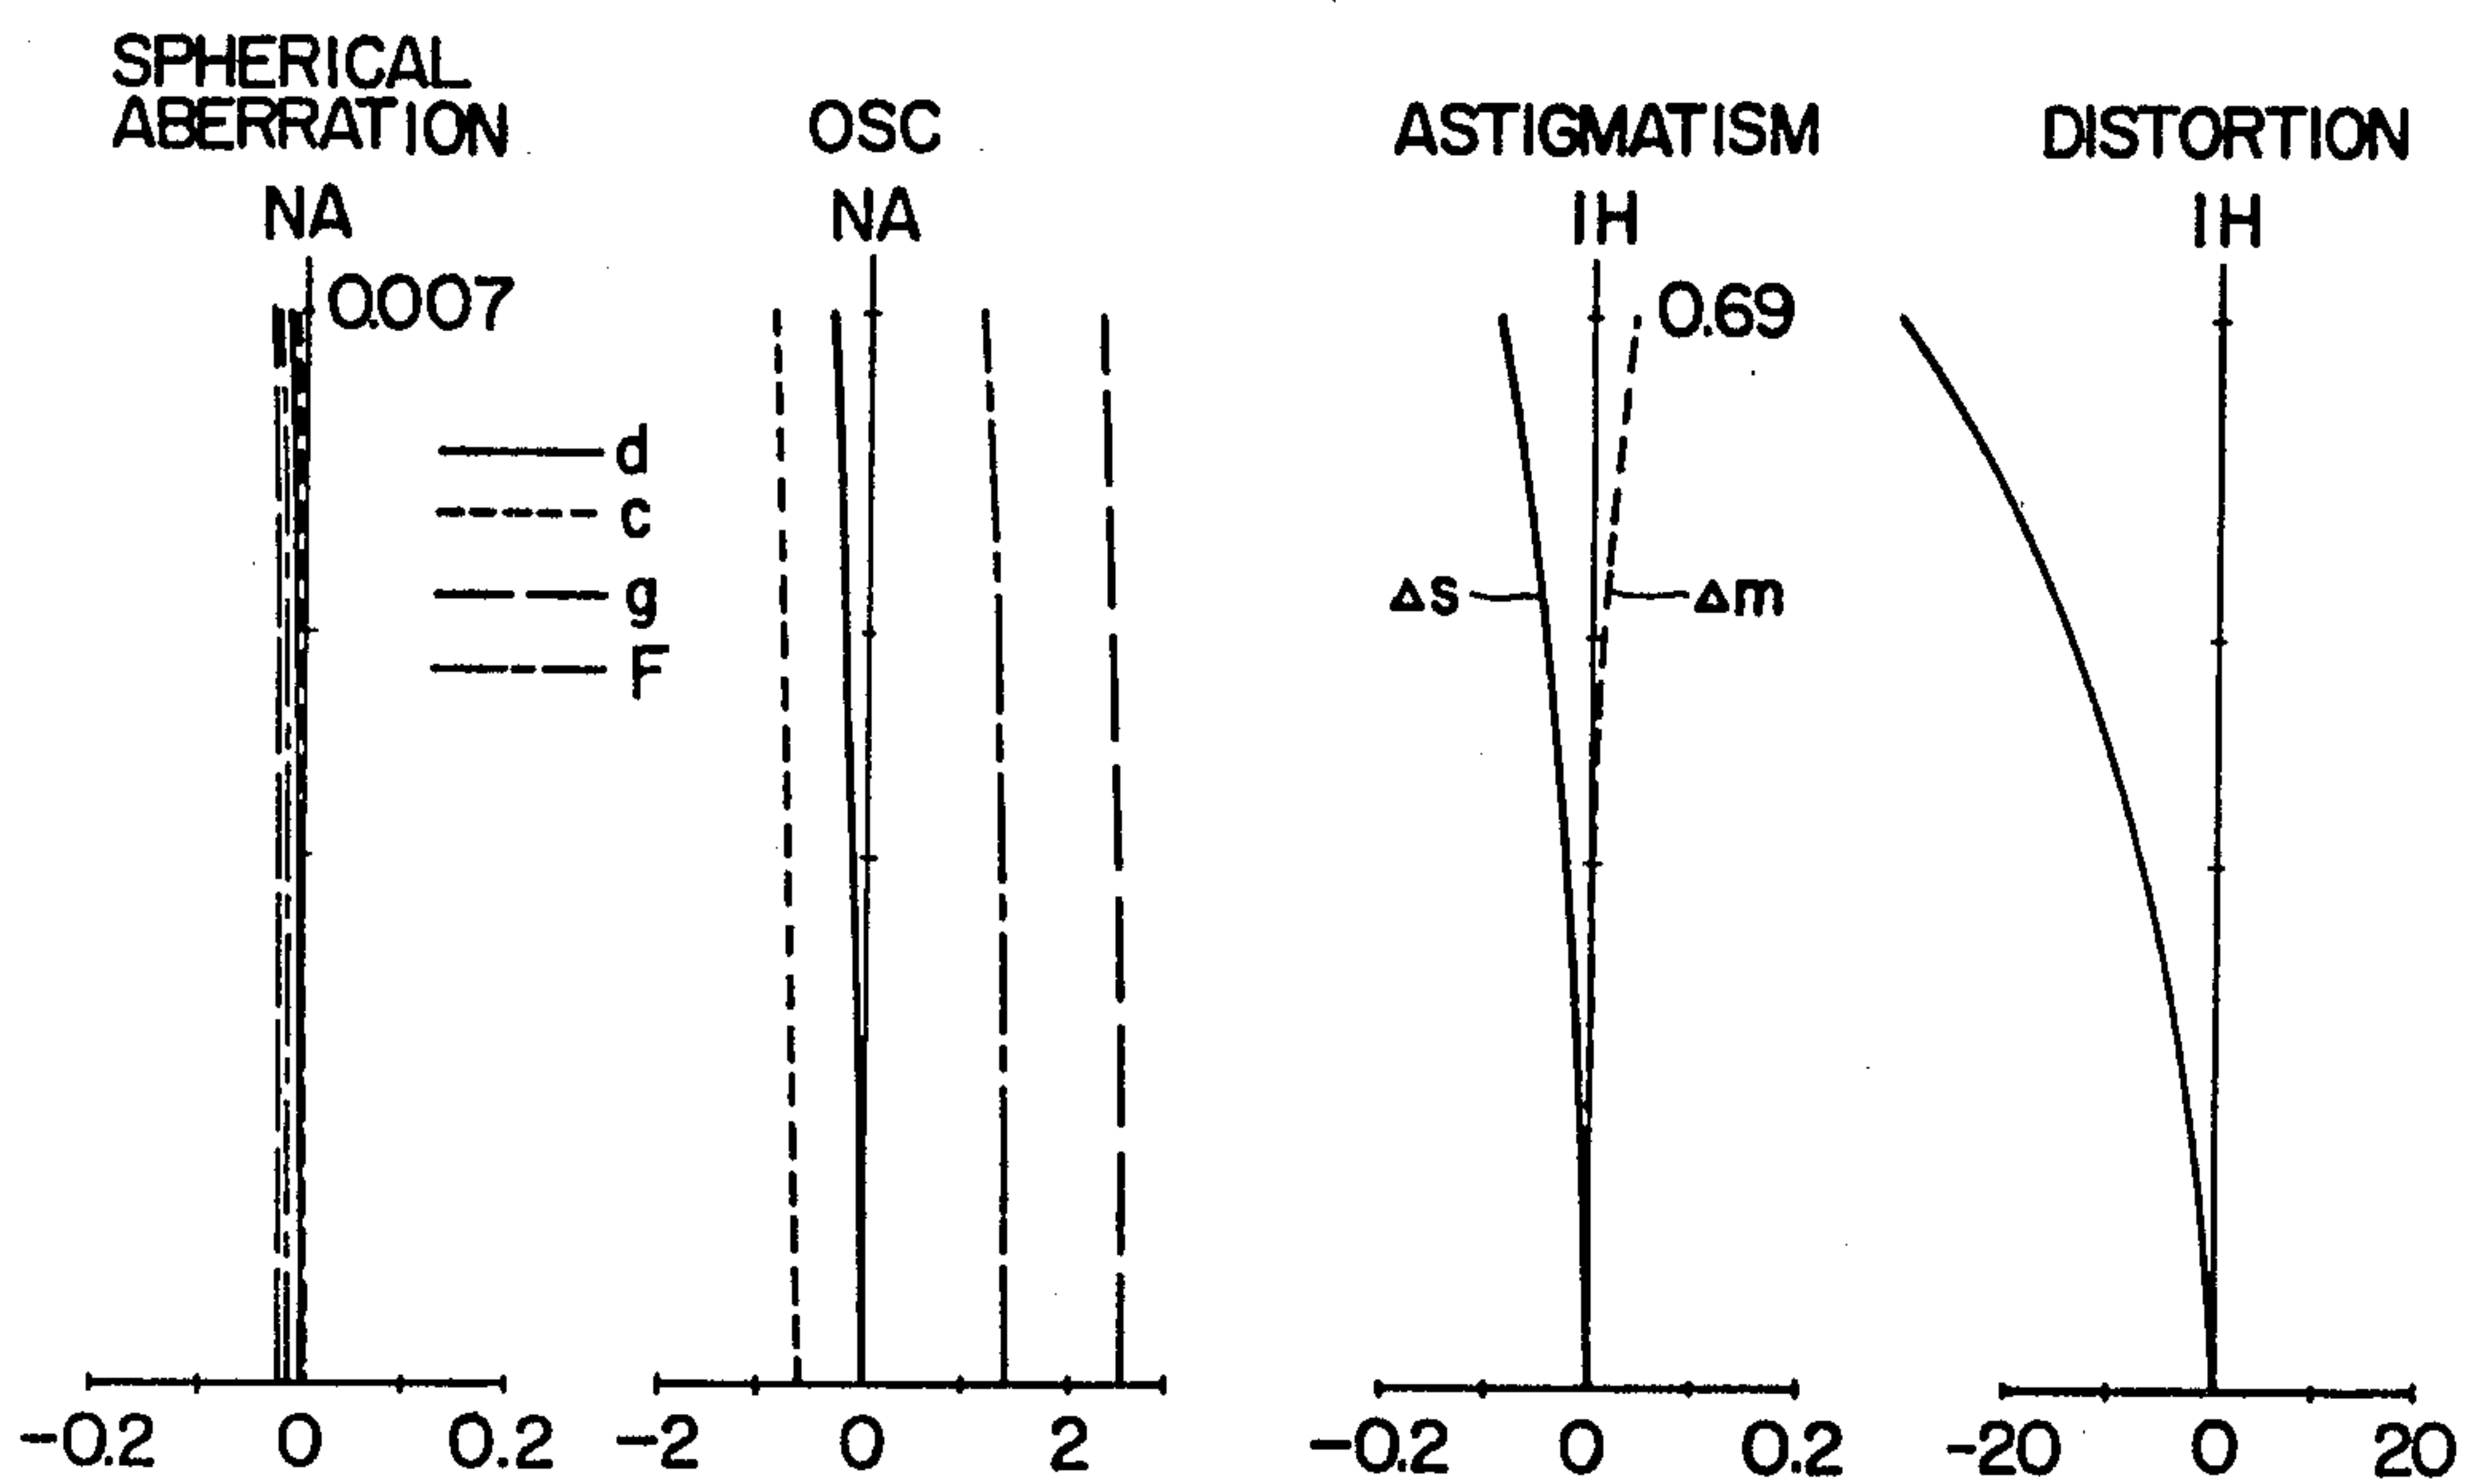 SPHERICAL
ABERRATION
NA
0.007
OSC
NA
ASTIGMATISM
IH
0.69
DISTORTION
IH
d
c
g
F
Δs
Δm
-0.2 0 0.2
-2 0 2
-0.2 0 0.2
-20 0 20